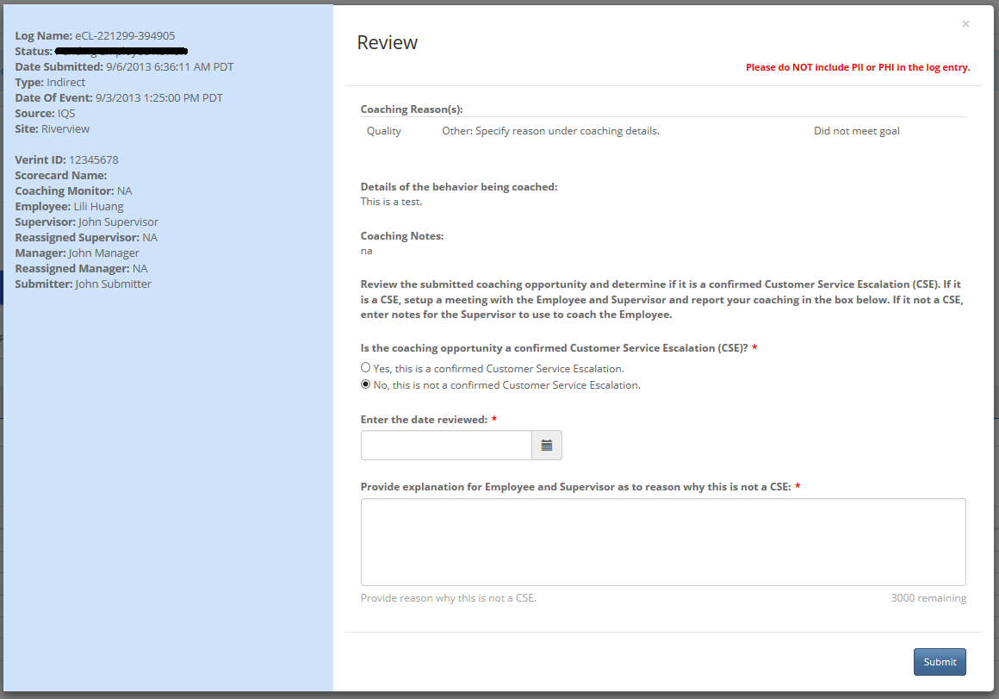 Log Name: eCL-221299-394905
Status:
Date Submitted: 9/6/2013 6:36:11 AM PDT
Type: Indirect
Date Of Event: 9/3/2013 1:25:00 PM PDT
Source: IQS
Site: Riverview
Verint ID: 12345678
Scorecard Name:
Coaching Monitor: NA
Employee: Lili Huang
Supervisor: John Supervisor
Reassigned Supervisor: NA
Manager: John Manager
Reassigned Manager: NA
Submitter: John Submitter
×
Review
Please do NOT include PII or PHI in the log entry.
Coaching Reason(s):
Quality Other: Specify reason under coaching details. Did not meet goal
Details of the behavior being coached:
This is a test.
Coaching Notes:
na
Review the submitted coaching opportunity and determine if it is a confirmed Customer Service Escalation (CSE). If it
is a CSE, setup a meeting with the Employee and Supervisor and report your coaching in the box below. If it not a CSE,
enter notes for the Supervisor to use to coach the Employee.
Is the coaching opportunity a confirmed Customer Service Escalation (CSE)? *
Yes, this is a confirmed Customer Service Escalation.
No, this is not a confirmed Customer Service Escalation.
Enter the date reviewed: *
Provide explanation for Employee and Supervisor as to reason why this is not a CSE: *
Provide reason why this is not a CSE. 3000 remaining
Submit